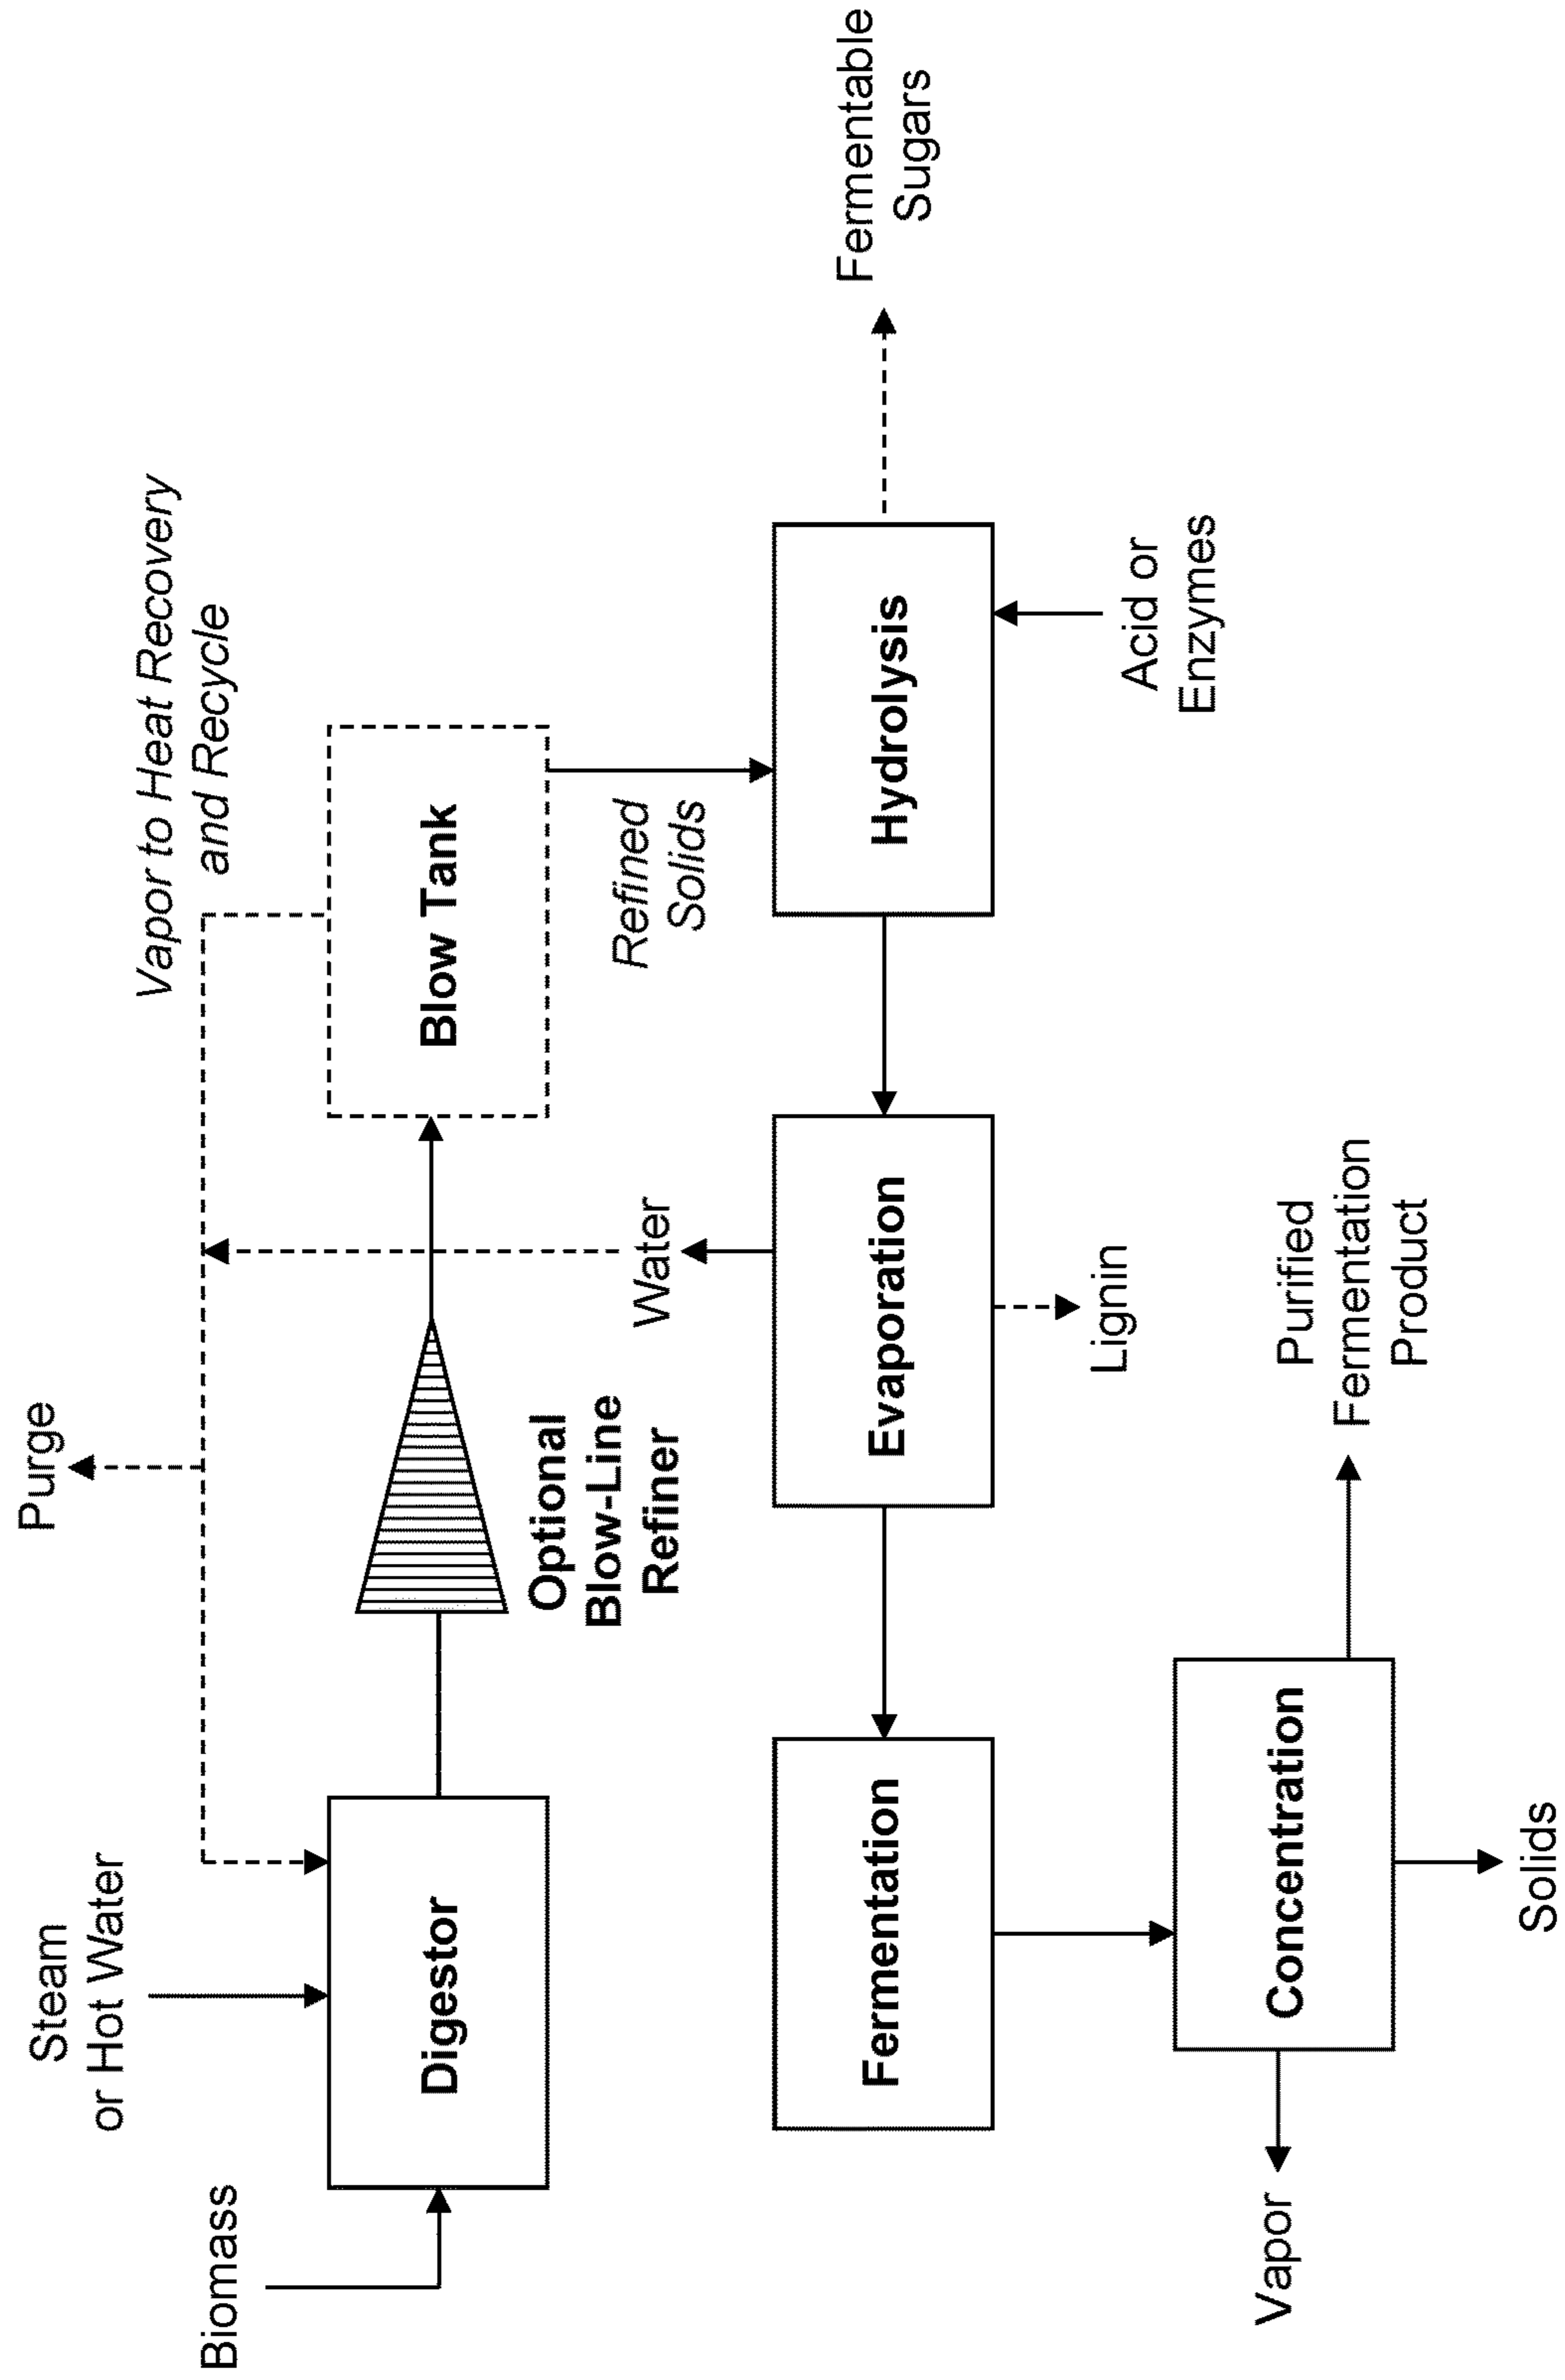 Purge
Steam
or Hot Water
Vapor to Heat Recovery
and Recycle
Biomass
Digestor
Optional
Blow-Line
Refiner
Blow Tank
Refined
Solids
Water
Fermentation
Evaporation
Hydrolysis
Fermentable
Sugars
Lignin
Acid or
Enzymes
Vapor
Concentration
Purified
Fermentation
Product
Solids